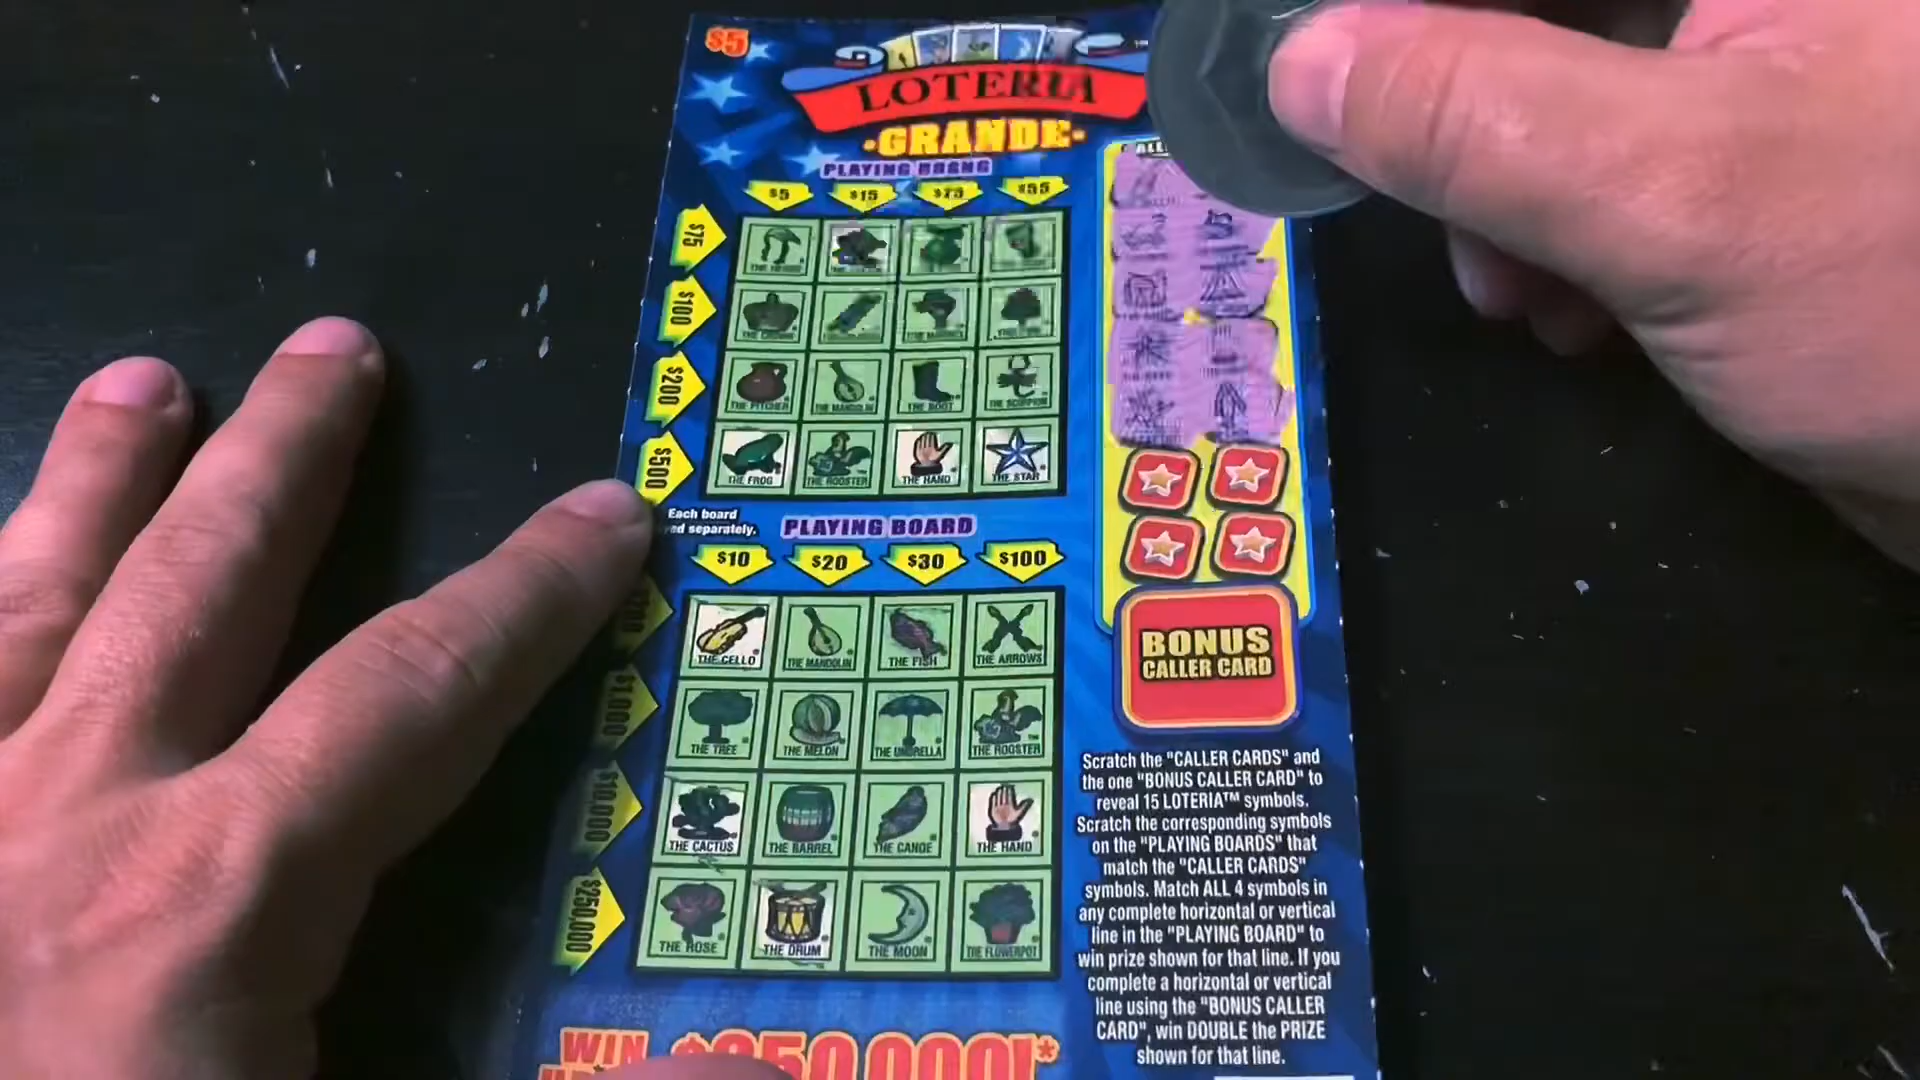 $5
LOTERIA
·GRANDE·
$5
$15
$75
$75
THE CROWN
$100
$200
THE PITCHER
THE MANDOLIN
THE BOOT
THE SCORPION
$500
THE FROG
THE ROOSTER
THE HAND
THE STAR
Each board
ed separately.
PLAYING BOARD
$10
$20
$30
$100
THE CELLO
THE MANDOLIN
THE FISH
THE ARROWS
$1,000
THE TREE
THE MELON
THE UMBRELLA
THE ROOSTER
$10,000
THE CACTUS
THE BARREL
THE CANOE
THE HAND
$250,000
THE ROSE
THE DRUM
THE MOON
THE FLOWERPOT
WIN
BONUS
CALLER CARD
Scratch the "CALLER CARDS" and
the one "BONUS CALLER CARD" to
reveal 15 LOTERIA™ symbols.
Scratch the corresponding symbols
on the "PLAYING BOARDS" that
match the "CALLER CARDS"
symbols. Match ALL 4 symbols in
any complete horizontal or vertical
line in the "PLAYING BOARD" to
win prize shown for that line. If you
complete a horizontal or vertical
line using the "BONUS CALLER
CARD", win DOUBLE the PRIZE
shown for that line.